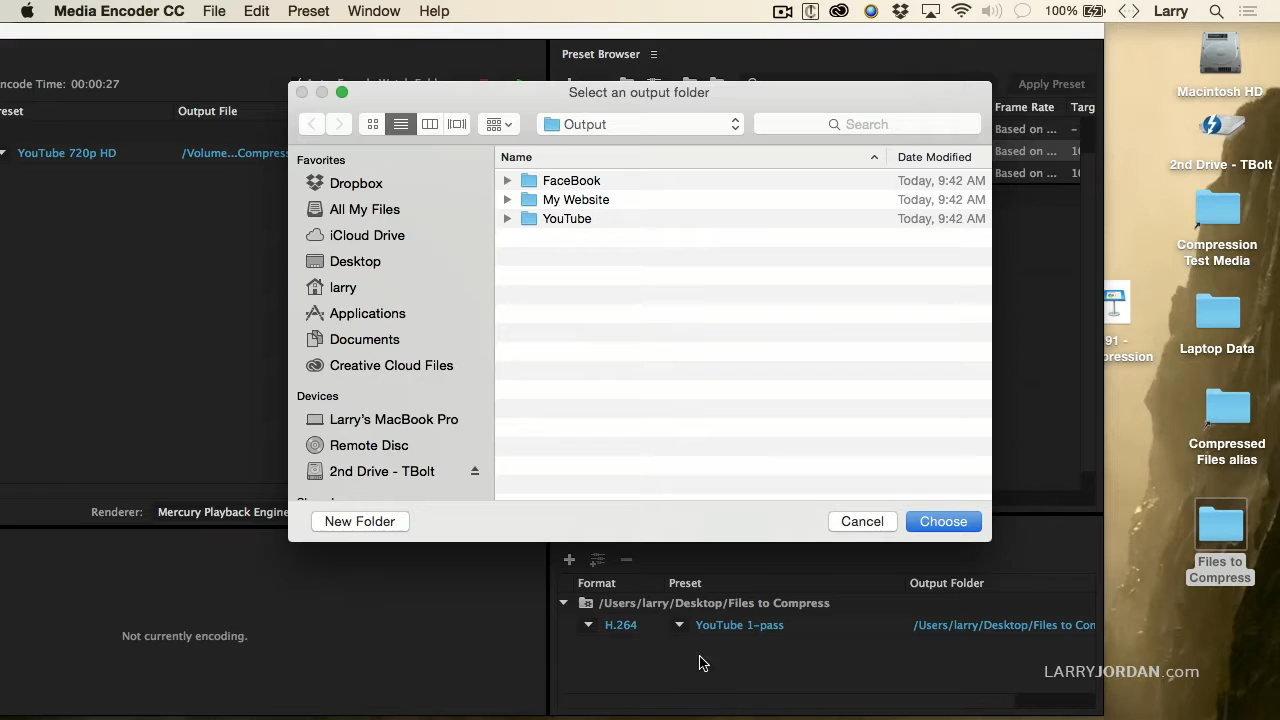 Media Encoder CC File Edit Preset Window Help 100% Larry
Preset Browser
ncode Time: 00:00:27
Apply Preset
reset Output File
Frame Rate Targ
Based on ... –
YouTube 720p HD /Volume...Compress
Based on ... 10
Based on ... 10
Select an output folder
Output
Search
Favorites
Dropbox
All My Files
iCloud Drive
Desktop
larry
Applications
Documents
Creative Cloud Files
Devices
Larry's MacBook Pro
Remote Disc
2nd Drive - TBolt
Name Date Modified
FaceBook Today, 9:42 AM
My Website Today, 9:42 AM
YouTube Today, 9:42 AM
New Folder Cancel Choose
Renderer: Mercury Playback Engine
Not currently encoding.
Format Preset Output Folder
/Users/larry/Desktop/Files to Compress
H.264 YouTube 1-pass /Users/larry/Desktop/Files to Con
Macintosh HD
2nd Drive - TBolt
Compression
Test Media
91 -
pression
Laptop Data
Compressed
Files alias
Files to
Compress
LARRYJORDAN.com